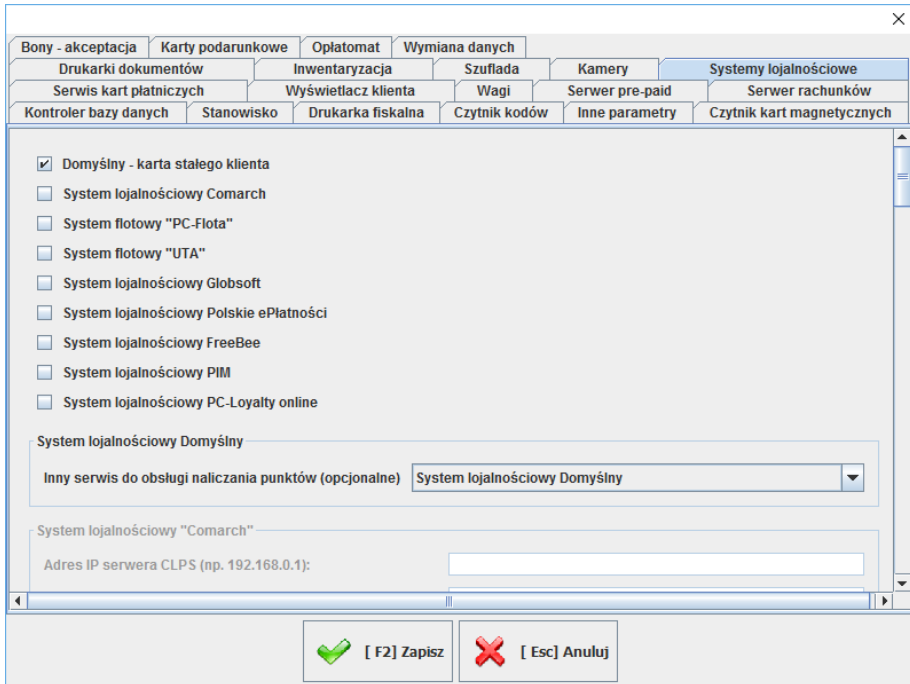 Bony - akceptacja Karty podarunkowe Opłatomat Wymiana danych
Drukarki dokumentów Inwentaryzacja Szuflada Kamery Systemy lojalnościowe
Serwis kart płatniczych Wyświetlacz klienta Wagi Serwer pre-paid Serwer rachunków
Kontroler bazy danych Stanowisko Drukarka fiskalna Czytnik kodów Inne parametry Czytnik kart magnetycznych
Domyślny - karta stałego klienta
System lojalnościowy Comarch
System flotowy "PC-Flota"
System flotowy "UTA"
System lojalnościowy Globsoft
System lojalnościowy Polskie ePłatności
System lojalnościowy FreeBee
System lojalnościowy PIM
System lojalnościowy PC-Loyalty online
System lojalnościowy Domyślny
Inny serwis do obsługi naliczania punktów (opcjonalne) System lojalnościowy Domyślny
System lojalnościowy "Comarch"
Adres IP serwera CLPS (np. 192.168.0.1):
[ F2] Zapisz [ Esc] Anuluj